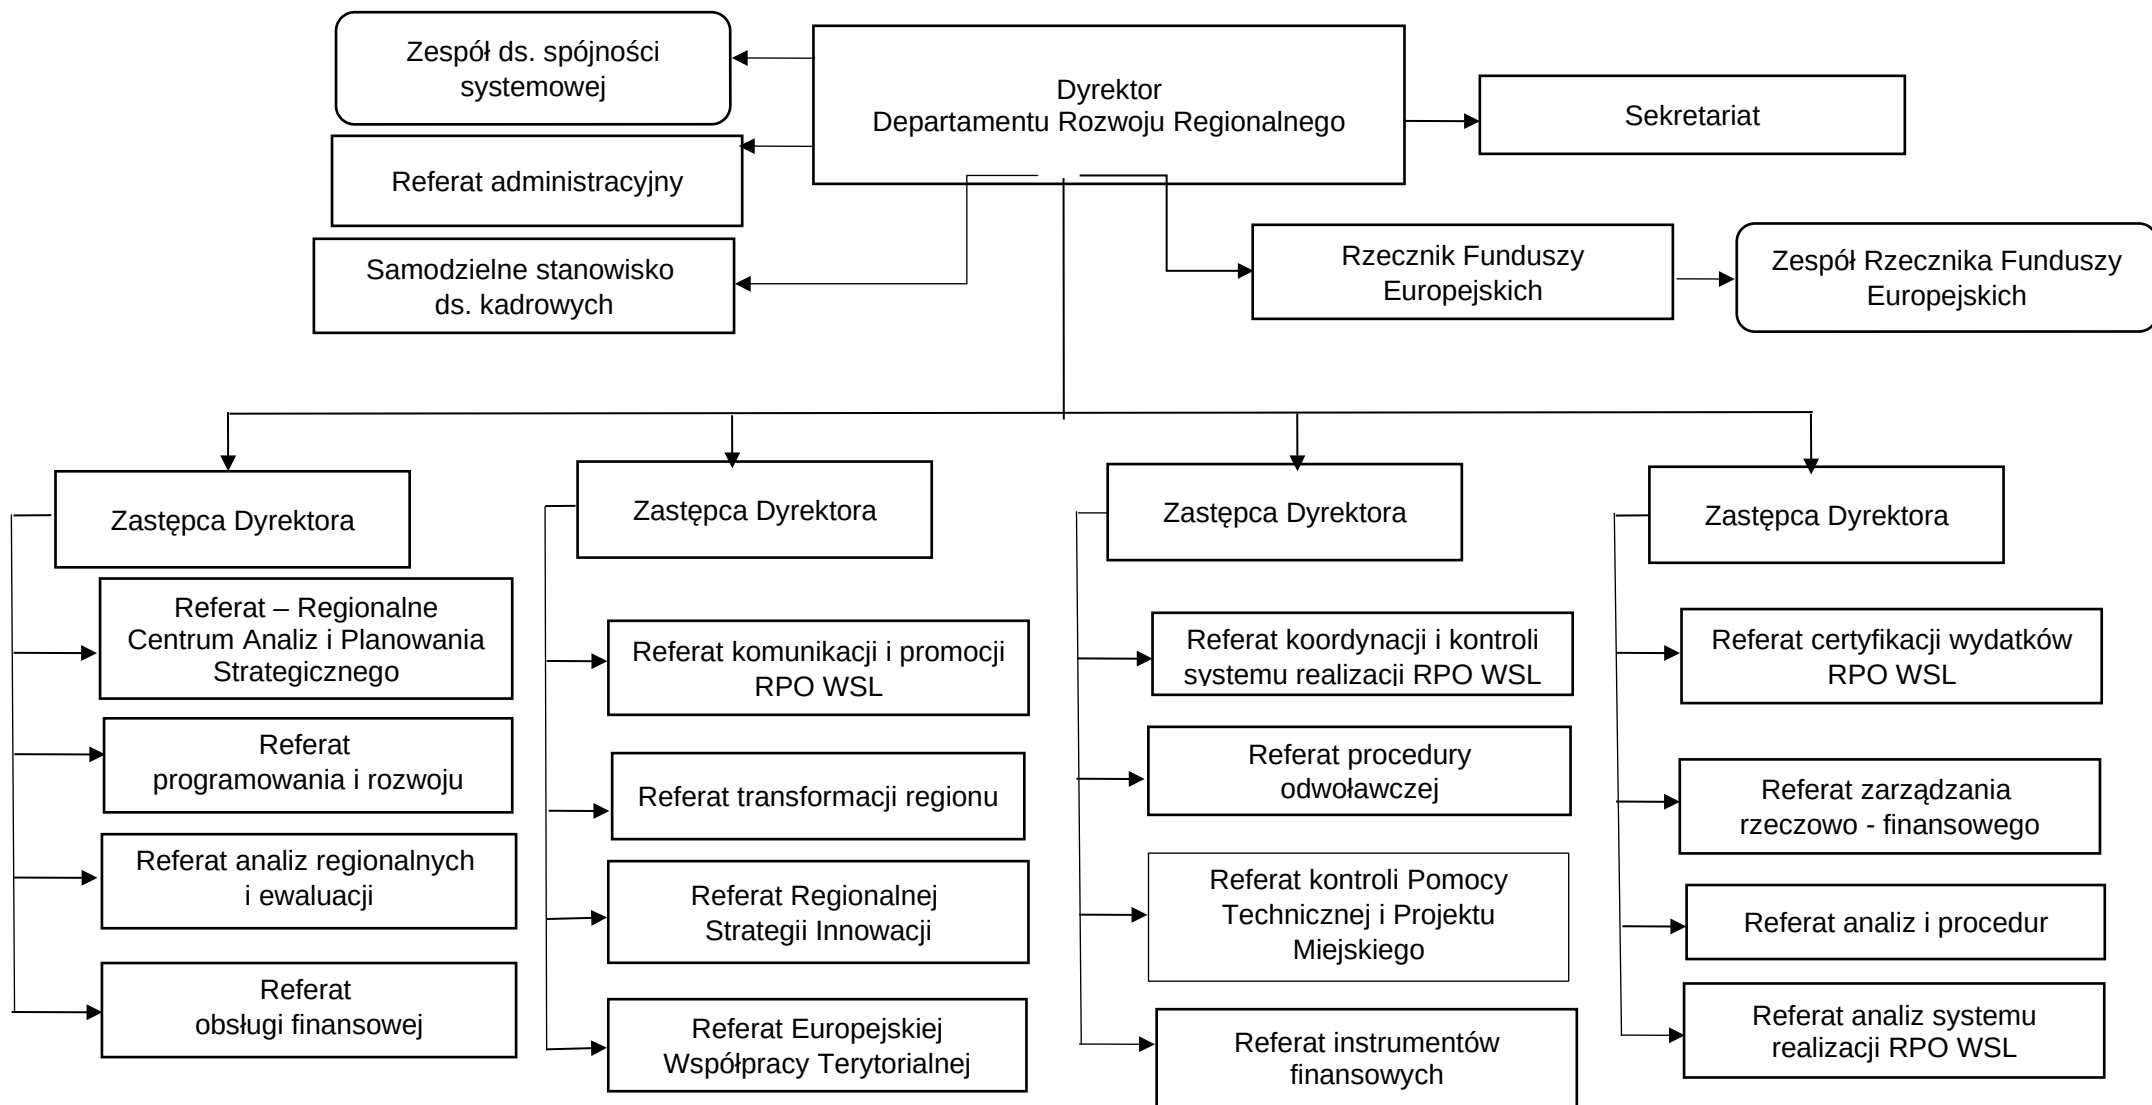 Zespół ds. spójności
systemowej
Dyrektor
Departamentu Rozwoju Regionalnego
Sekretariat
Referat administracyjny
Samodzielne stanowisko
ds. kadrowych
Rzecznik Funduszy
Europejskich
Zespół Rzecznika Funduszy
Europejskich
Zastępca Dyrektora
Referat – Regionalne
Centrum Analiz i Planowania
Strategicznego
Referat
programowania i rozwoju
Referat analiz regionalnych
i ewaluacji
Referat
obsługi finansowej
Zastępca Dyrektora
Referat komunikacji i promocji
RPO WSL
Referat transformacji regionu
Referat Regionalnej
Strategii Innowacji
Referat Europejskiej
Współpracy Terytorialnej
Zastępca Dyrektora
Referat koordynacji i kontroli
systemu realizacji RPO WSL
Referat procedury
odwoławczej
Referat kontroli Pomocy
Technicznej i Projektu
Miejskiego
Referat instrumentów
finansowych
Zastępca Dyrektora
Referat certyfikacji wydatków
RPO WSL
Referat zarządzania
rzeczowo - finansowego
Referat analiz i procedur
Referat analiz systemu
realizacji RPO WSL